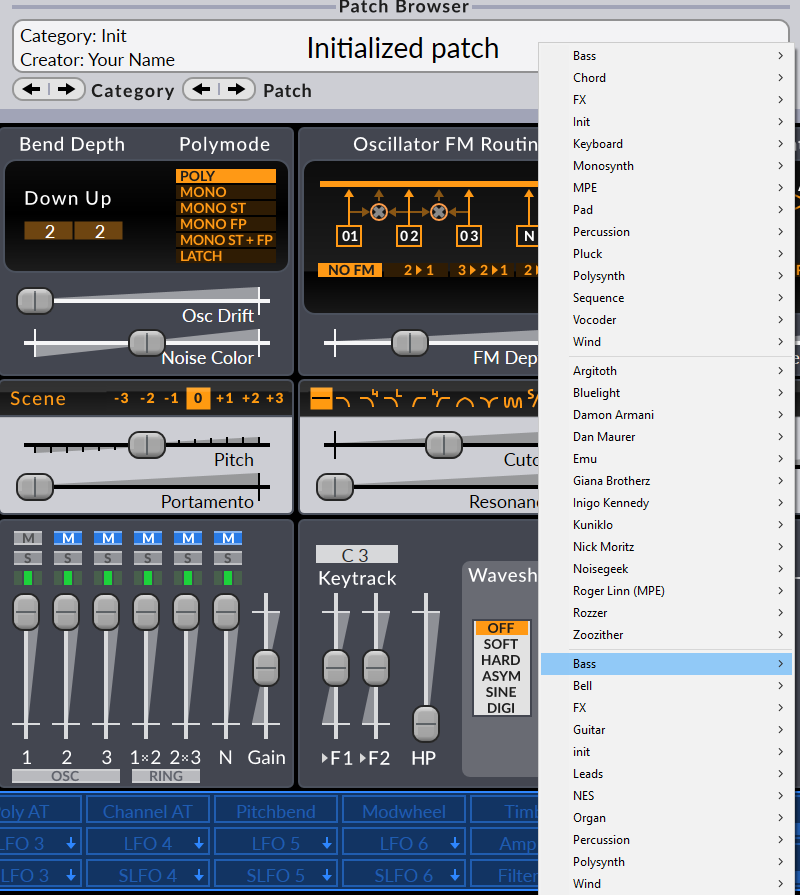 Patch Browser
Category: Init
Creator: Your Name
Initialized patch
Category
Patch
Bend Depth
Polymode
Down Up
2 2
POLY
MONO
MONO ST
MONO FP
MONO ST + FP
LATCH
Osc Drift
Noise Color
Oscillator FM Routin
01 02 03 N
NO FM 2▸1 3▸2▸1 2▸
FM Dep
Scene
-3 -2 -1 0 +1 +2 +3
Pitch
Portamento
Cuto
Resonanc
M M M M M M
S S S S S S
1 2 3 1×2 2×3 N Gain
OSC RING
C 3
Keytrack
▸F1 ▸F2 HP
Wavesh
OFF
SOFT
HARD
ASYM
SINE
DIGI
oly AT Channel AT Pitchbend Modwheel Timb
LFO 3 LFO 4 LFO 5 LFO 6 Amp
LFO 3 SLFO 4 SLFO 5 SLFO 6 Filter
Bass
Chord
FX
Init
Keyboard
Monosynth
MPE
Pad
Percussion
Pluck
Polysynth
Sequence
Vocoder
Wind
Argitoth
Bluelight
Damon Armani
Dan Maurer
Emu
Giana Brotherz
Inigo Kennedy
Kuniklo
Nick Moritz
Noisegeek
Roger Linn (MPE)
Rozzer
Zoozither
Bass
Bell
FX
Guitar
init
Leads
NES
Organ
Percussion
Polysynth
Wind